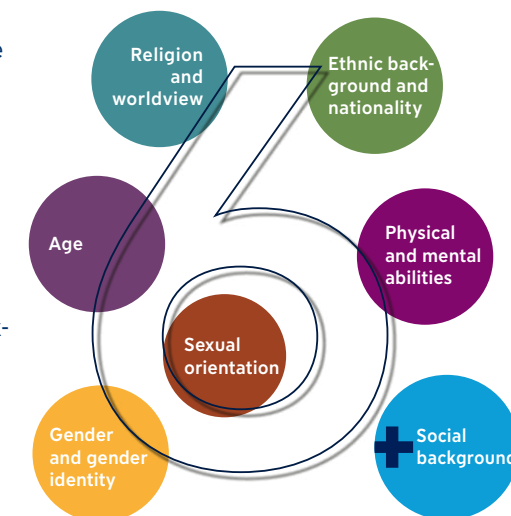 e
Religion
and
worldview
Ethnic back-
ground and
nationality
Age
Physical
and mental
abilities
-
Sexual
orientation
Gender
and gender
identity
Social
background